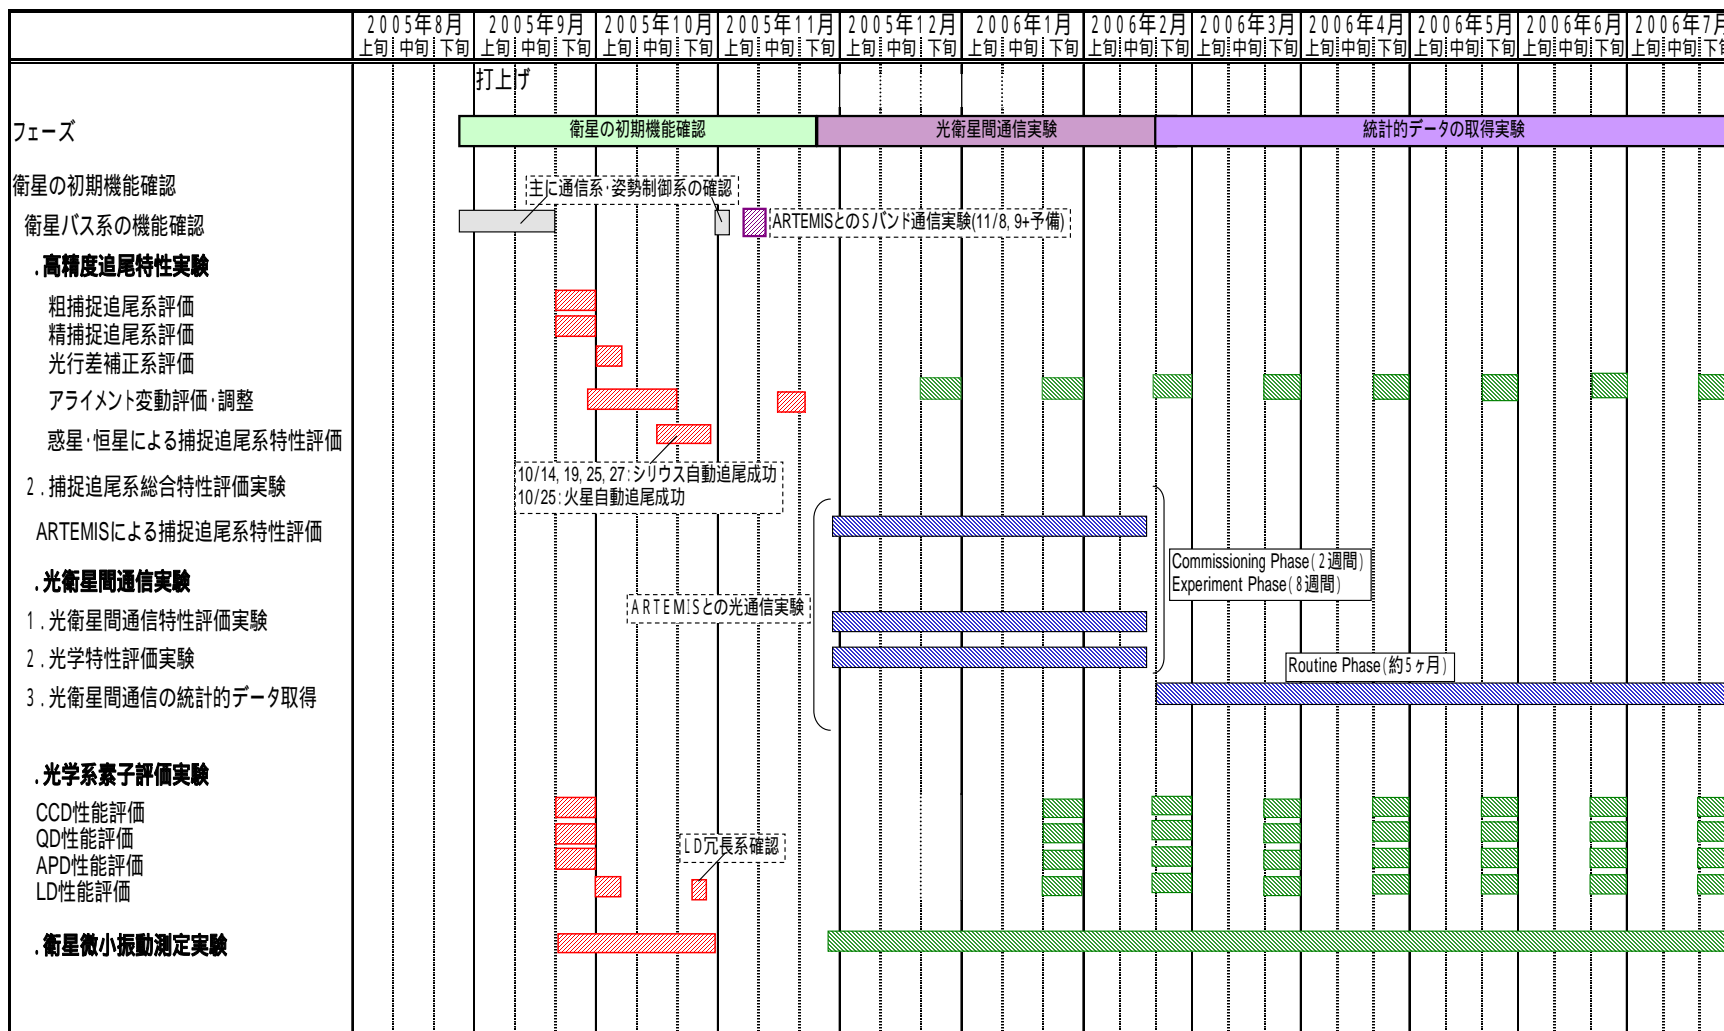 2005年8月 2005年9月 2005年10月 2005年11月 2005年12月 2006年1月 2006年2月 2006年3月 2006年4月 2006年5月 2006年6月 2006年7月
上旬 中旬 下旬 上旬 中旬 下旬 上旬 中旬 下旬 上旬 中旬 下旬 上旬 中旬 下旬 上旬 中旬 下旬 上旬 中旬 下旬 上旬 中旬 下旬 上旬 中旬 下旬 上旬 中旬 下旬 上旬 中旬 下旬 上旬 中旬 下旬
打上げ
フェーズ 衛星の初期機能確認 光衛星間通信実験 統計的データの取得実験
衛星の初期機能確認
主に通信系・姿勢制御系の確認
衛星バス系の機能確認
ARTEMISとのSバンド通信実験(11/8, 9+予備)
.高精度追尾特性実験
粗捕捉追尾系評価
精捕捉追尾系評価
光行差補正系評価
アライメント変動評価・調整
惑星・恒星による捕捉追尾系特性評価
10/14, 19, 25, 27:シリウス自動追尾成功
10/25:火星自動追尾成功
2.捕捉追尾系総合特性評価実験
ARTEMISによる捕捉追尾系特性評価
Commissioning Phase(2週間)
Experiment Phase(8週間)
.光衛星間通信実験
ARTEMISとの光通信実験
1.光衛星間通信特性評価実験
2.光学特性評価実験
Routine Phase(約5ヶ月)
3.光衛星間通信の統計的データ取得
.光学系素子評価実験
CCD性能評価
QD性能評価
LD冗長系確認
APD性能評価
LD性能評価
.衛星微小振動測定実験